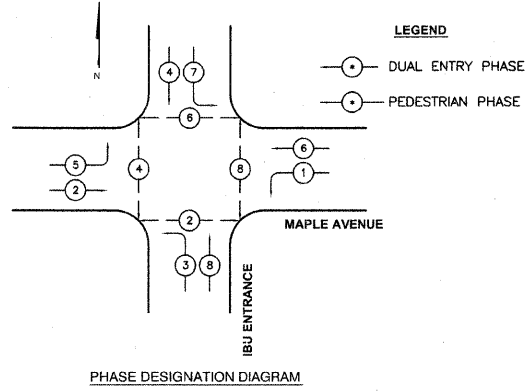 LEGEND
* DUAL ENTRY PHASE
* PEDESTRIAN PHASE
N
4 7
6
5
2
4
8
6
1
2
3 8
MAPLE AVENUE
IBU ENTRANCE
PHASE DESIGNATION DIAGRAM